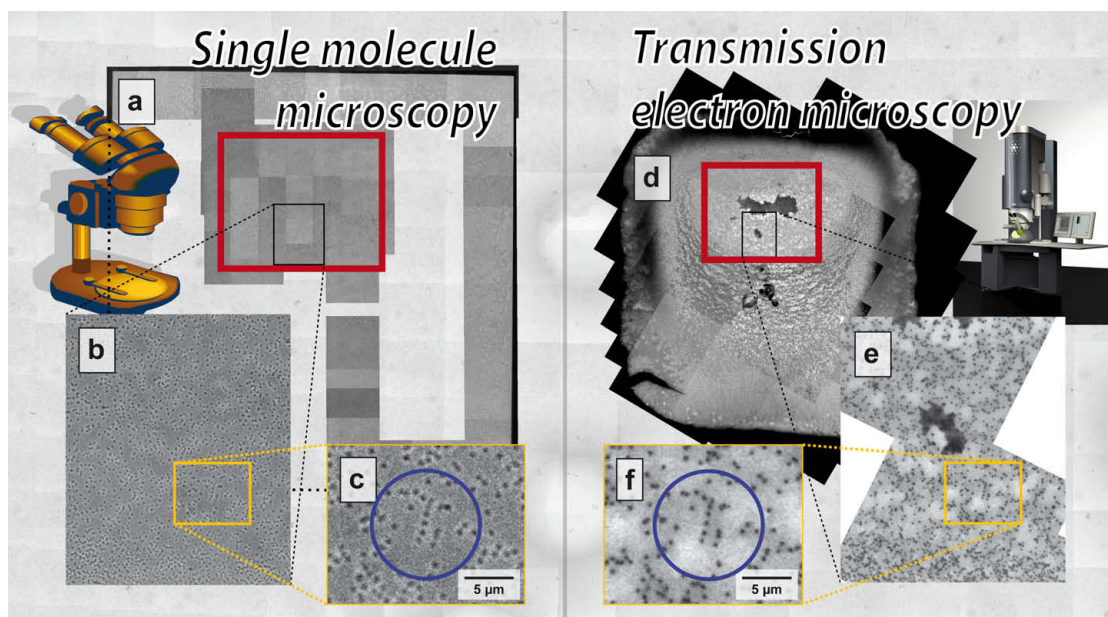 Single molecule
microscopy
Transmission
electron microscopy
a
b
c
5 µm
d
e
f
5 µm